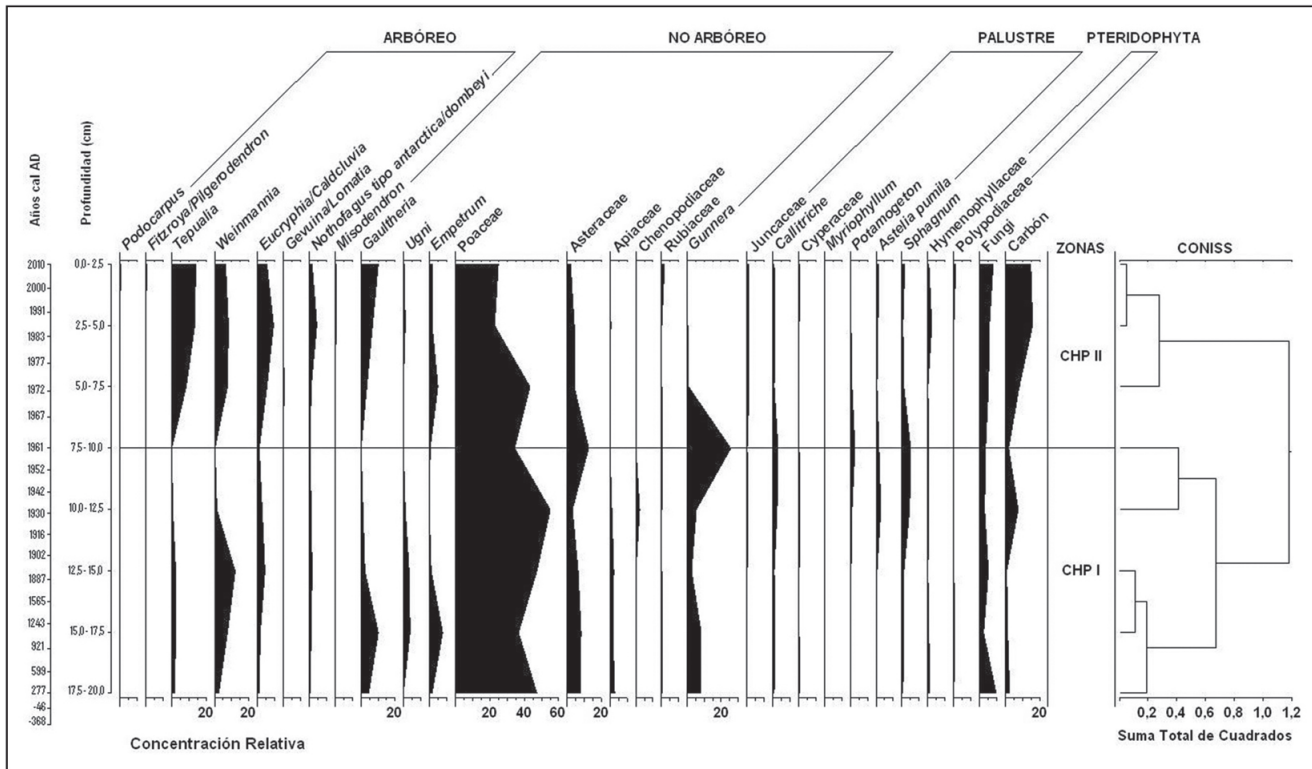 ARBÓREO NO ARBÓREO PALUSTRE PTERIDOPHYTA
Años cal AD
Profundidad (cm)
Podocarpus
Fitzroya/Pilgerodendron
Tepualia
Weinmannia
Eucryphia/Caldcluvia
Gevuina/Lomatia
Nothofagus tipo antarctica/dombeyi
Misodendron
Gaultheria
Ugni
Empetrum
Poaceae
Asteraceae
Apiaceae
Chenopodiaceae
Rubiaceae
Gunnera
Juncaceae
Callitriche
Cyperaceae
Myriophyllum
Potamogeton
Astelia pumila
Sphagnum
Hymenophyllaceae
Polypodiaceae
Fungi
Carbón
ZONAS CONISS
2010 0,0-2,5
2000
1991
1983 2,5-5,0
CHP II
1977
1972 5,0-7,5
1967
1961 7,5-10,0
1952
1942
1930 10,0-12,5
1916
1902
1887 12,5-15,0
CHP I
1565
1243 15,0-17,5
921
599
277 17,5-20,0
-46
-368
20 20 20 20 20 40 60 20 20 20
0,2 0,4 0,6 0,8 1,0 1,2
Concentración Relativa
Suma Total de Cuadrados